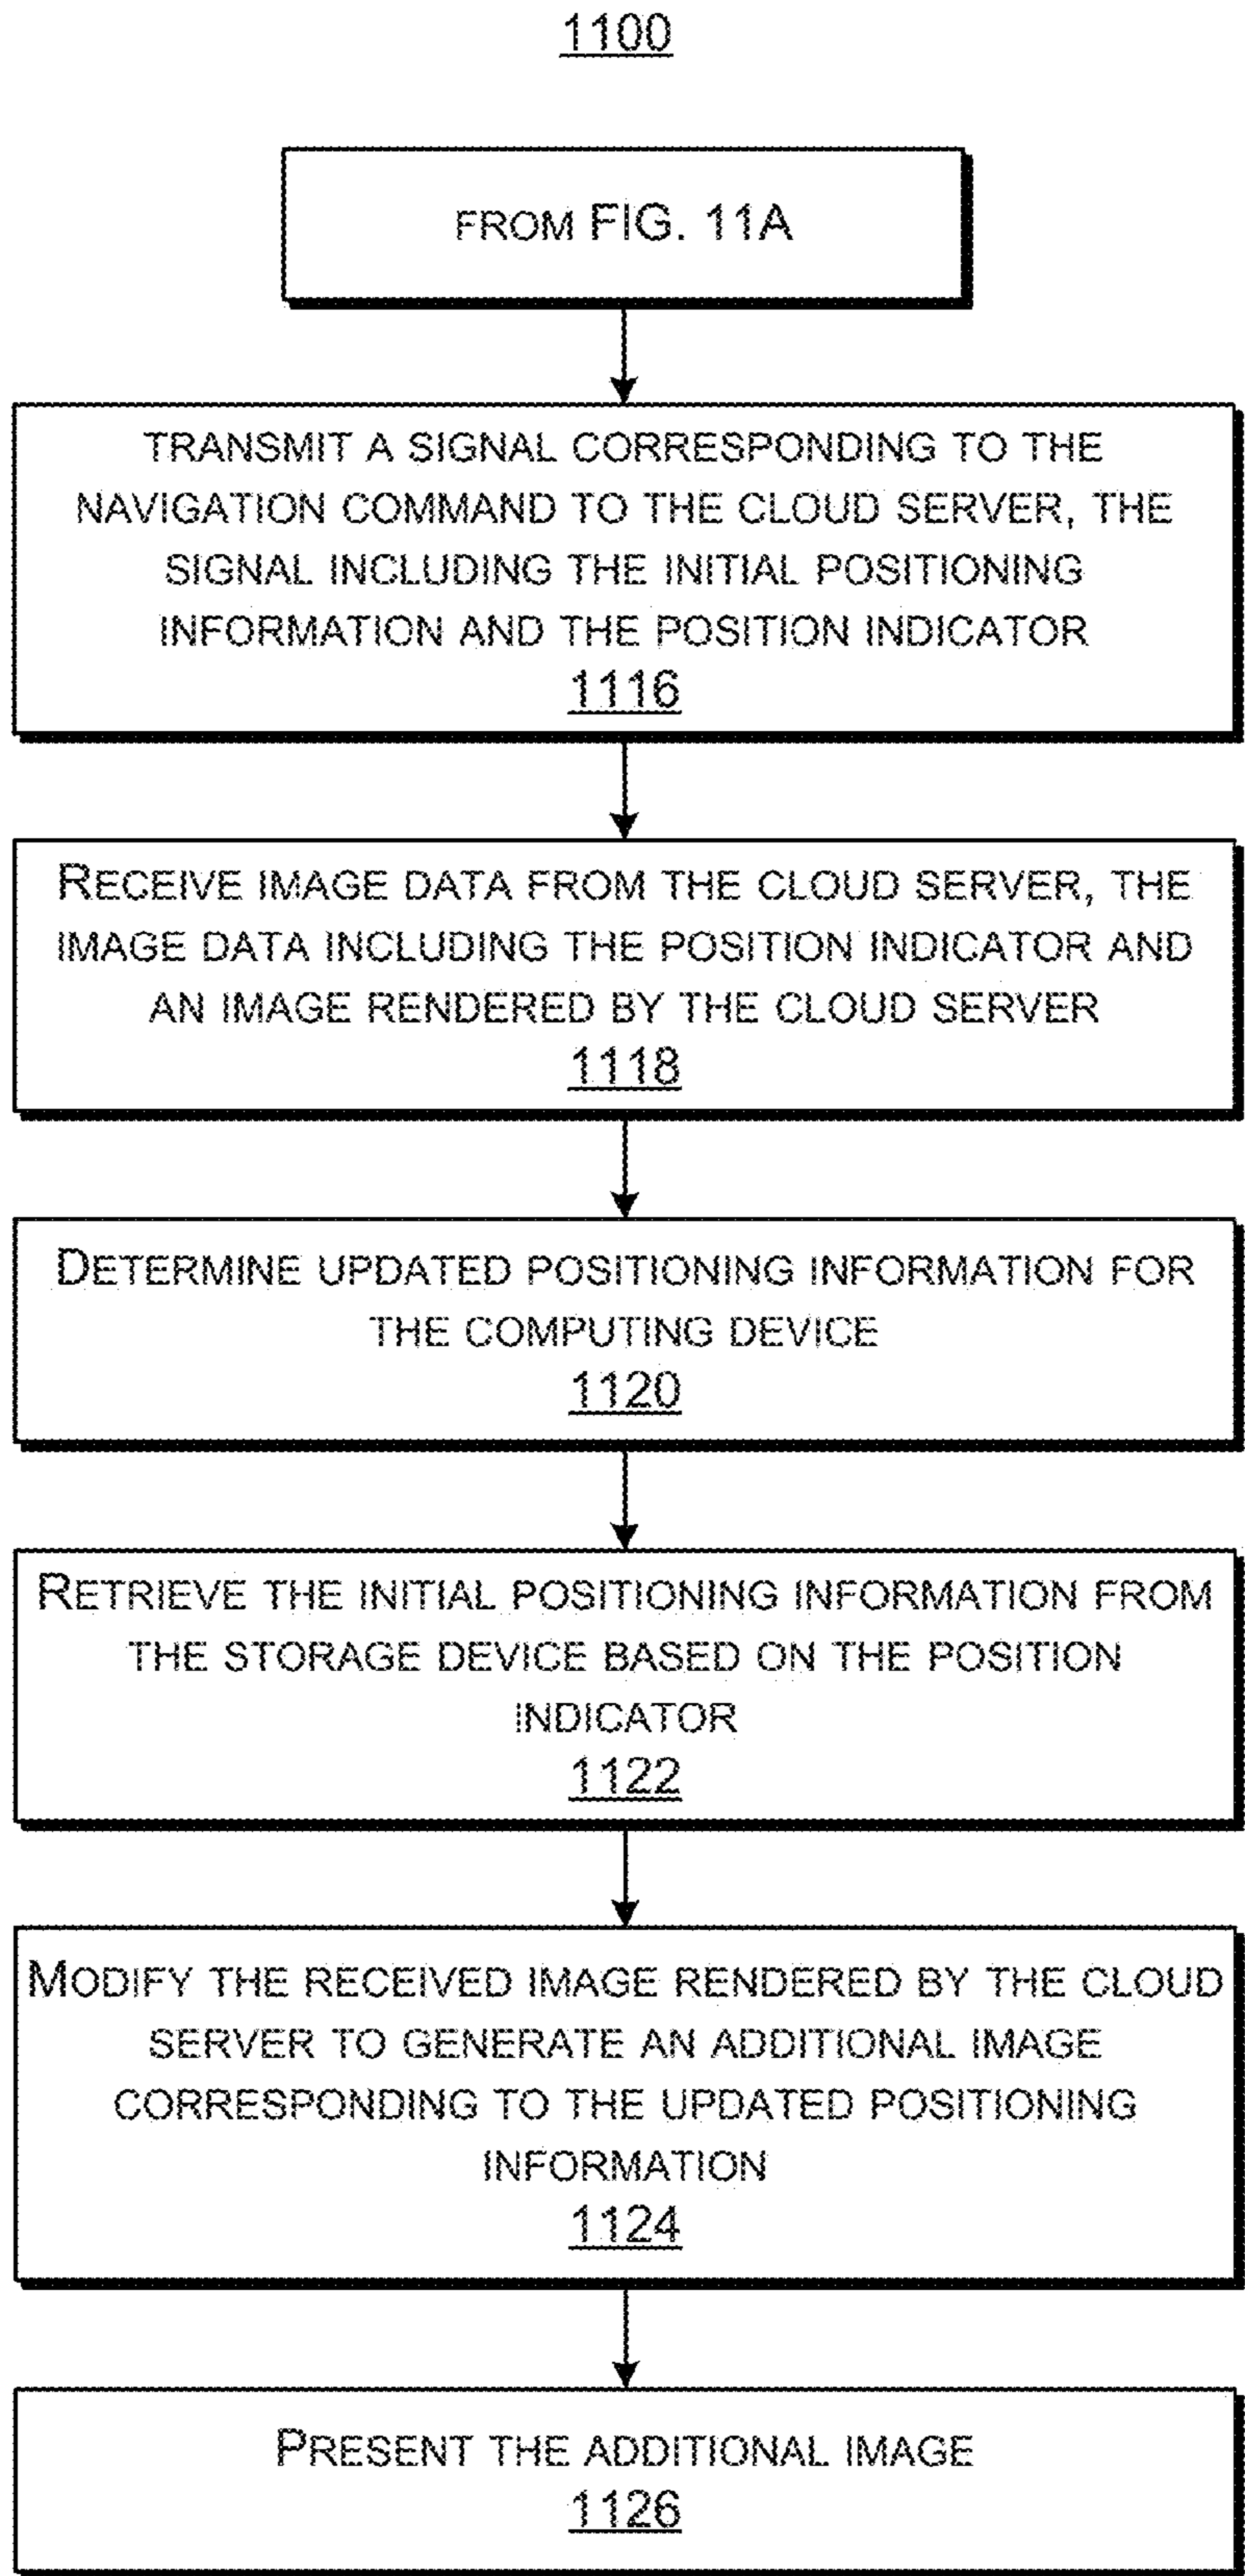 1100
FROM FIG. 11A
TRANSMIT A SIGNAL CORRESPONDING TO THE
NAVIGATION COMMAND TO THE CLOUD SERVER, THE
SIGNAL INCLUDING THE INITIAL POSITIONING
INFORMATION AND THE POSITION INDICATOR
1116
RECEIVE IMAGE DATA FROM THE CLOUD SERVER, THE
IMAGE DATA INCLUDING THE POSITION INDICATOR AND
AN IMAGE RENDERED BY THE CLOUD SERVER
1118
DETERMINE UPDATED POSITIONING INFORMATION FOR
THE COMPUTING DEVICE
1120
RETRIEVE THE INITIAL POSITIONING INFORMATION FROM
THE STORAGE DEVICE BASED ON THE POSITION
INDICATOR
1122
MODIFY THE RECEIVED IMAGE RENDERED BY THE CLOUD
SERVER TO GENERATE AN ADDITIONAL IMAGE
CORRESPONDING TO THE UPDATED POSITIONING
INFORMATION
1124
PRESENT THE ADDITIONAL IMAGE
1126